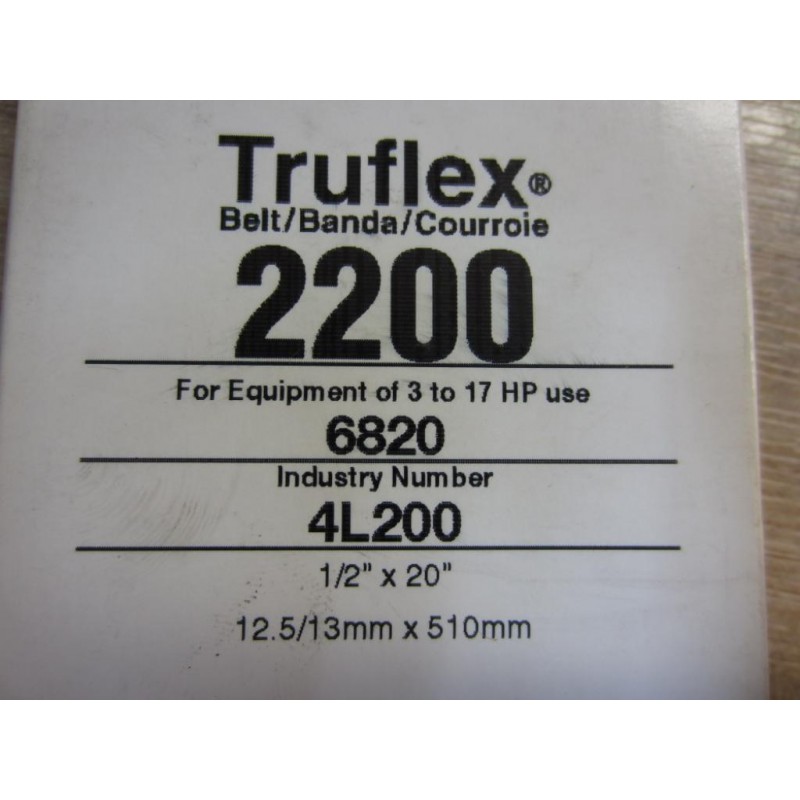 Truflex®
Belt/Banda/Courroie
2200
For Equipment of 3 to 17 HP use
6820
Industry Number
4L200
1/2" x 20"
12.5/13mm x 510mm